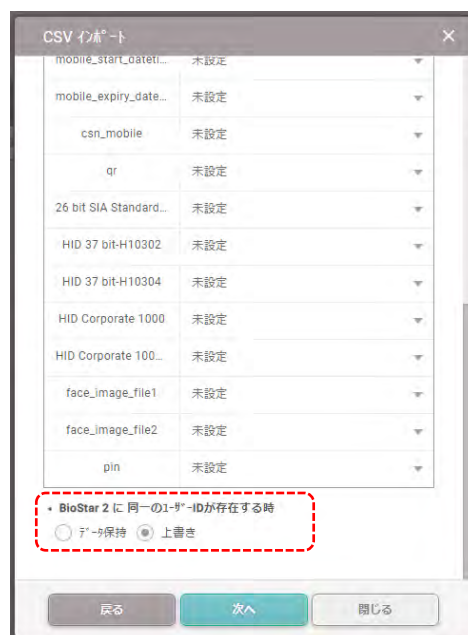 CSV ｲﾝﾎﾟｰﾄ ×
mobile_start_dateti... 未設定
mobile_expiry_date... 未設定
csn_mobile 未設定
qr 未設定
26 bit SIA Standard... 未設定
HID 37 bit-H10302 未設定
HID 37 bit-H10304 未設定
HID Corporate 1000 未設定
HID Corporate 100... 未設定
face_image_file1 未設定
face_image_file2 未設定
pin 未設定
• BioStar 2 に 同一のﾕｰｻﾞｰIDが存在する時
ﾃﾞｰﾀ保持 上書き
戻る 次へ 閉じる